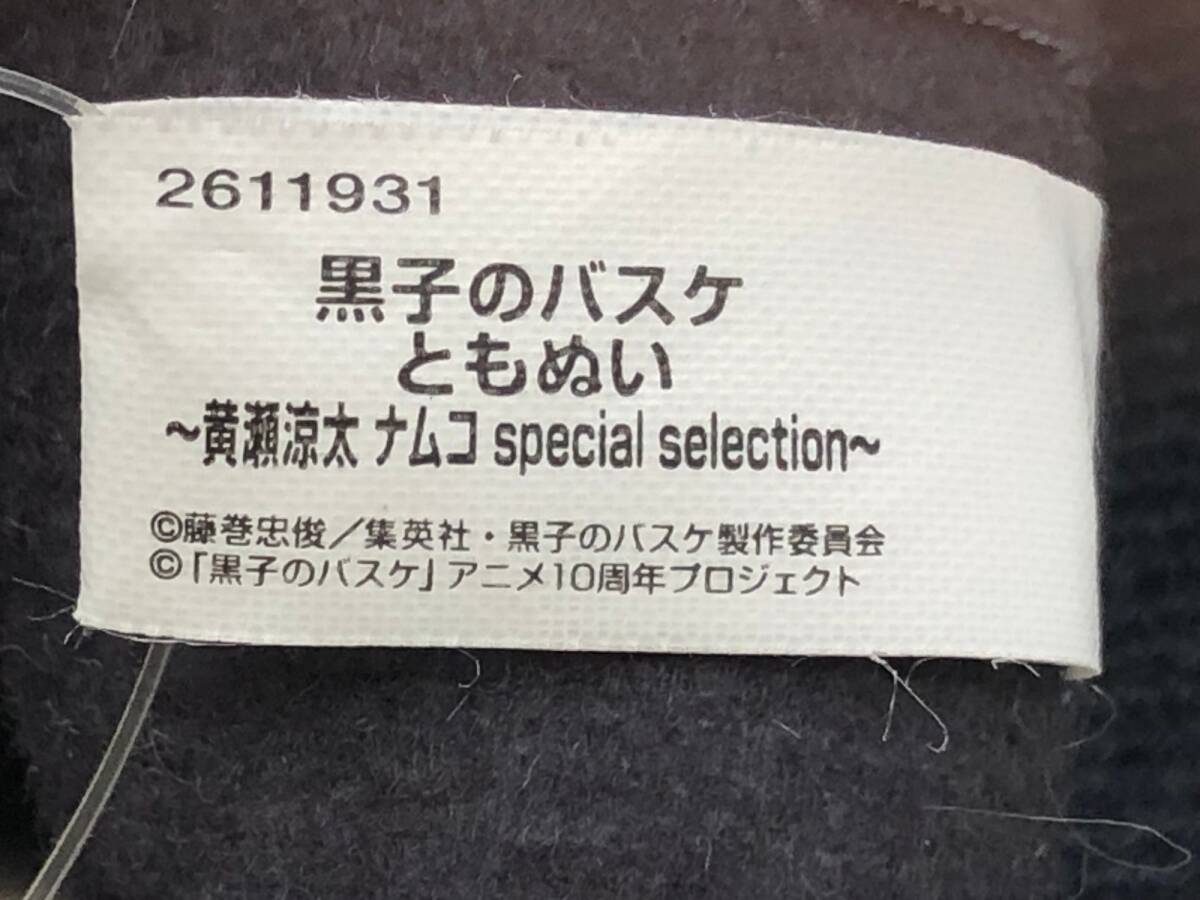 2611931
黒子のバスケ
ともぬい
~黄瀬涼太 ナムコ special selection~
©藤巻忠俊/集英社・黒子のバスケ製作委員会
©「黒子のバスケ」アニメ10周年プロジェクト